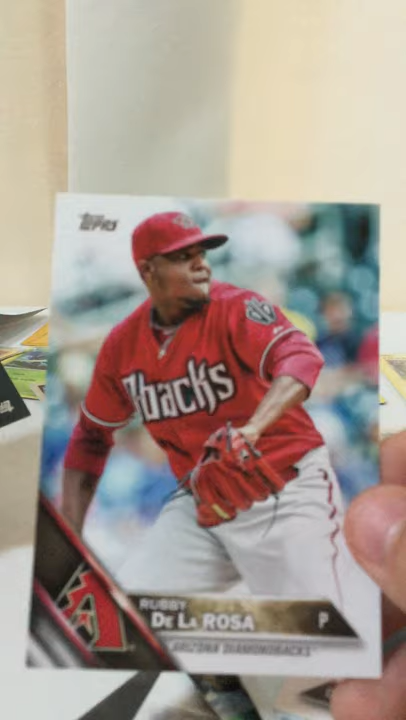 Topps
Dbacks
RUBBY
DE LA ROSA
P
ARIZONA DIAMONDBACKS